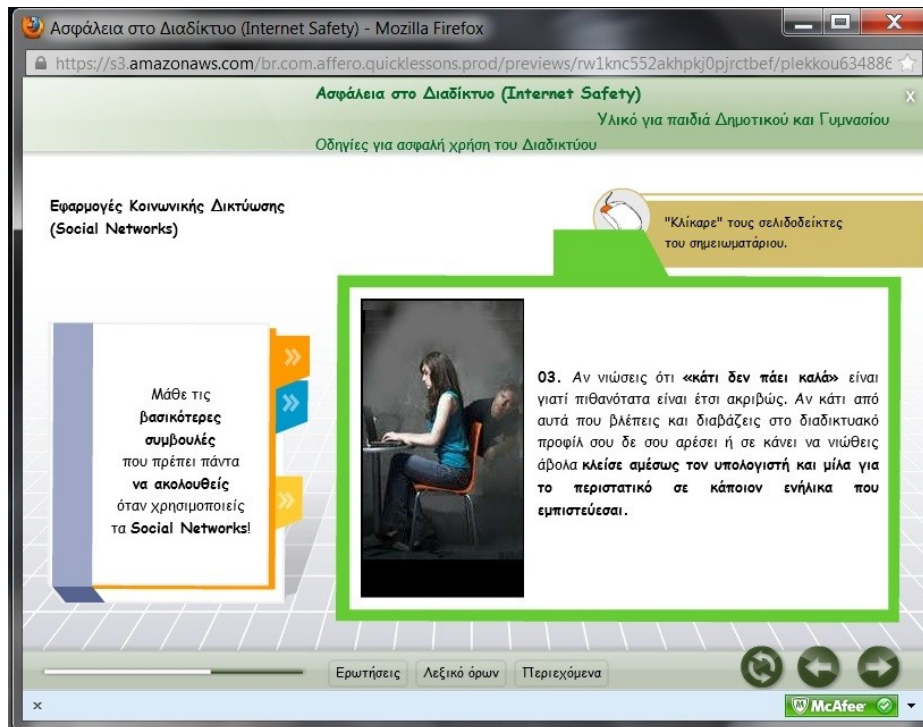 Ασφάλεια στο Διαδίκτυο (Internet Safety) - Mozilla Firefox
https://s3.amazonaws.com/br.com.affero.quicklessons.prod/previews/rw1knc552akhpkj0pjrctbef/plekkou634886
Ασφάλεια στο Διαδίκτυο (Internet Safety)
X
Υλικό για παιδιά Δημοτικού και Γυμνασίου
Οδηγίες για ασφαλή χρήση του Διαδικτύου
Εφαρμογές Κοινωνικής Δικτύωσης
(Social Networks)
"Κλίκαρε" τους σελιδοδείκτες
του σημειωματάριου.
Μάθε τις
βασικότερες
συμβουλές
που πρέπει πάντα
να ακολουθείς
όταν χρησιμοποιείς
τα Social Networks!
03. Αν νιώσεις ότι «κάτι δεν πάει καλά» είναι
γιατί πιθανότατα είναι έτσι ακριβώς. Αν κάτι από
αυτά που βλέπεις και διαβάζεις στο διαδικτυακό
προφίλ σου δε σου αρέσει ή σε κάνει να νιώθεις
άβολα κλείσε αμέσως τον υπολογιστή και μίλα για
το περιστατικό σε κάποιον ενήλικα που
εμπιστεύεσαι.
Ερωτήσεις
Λεξικό όρων
Περιεχόμενα
McAfee